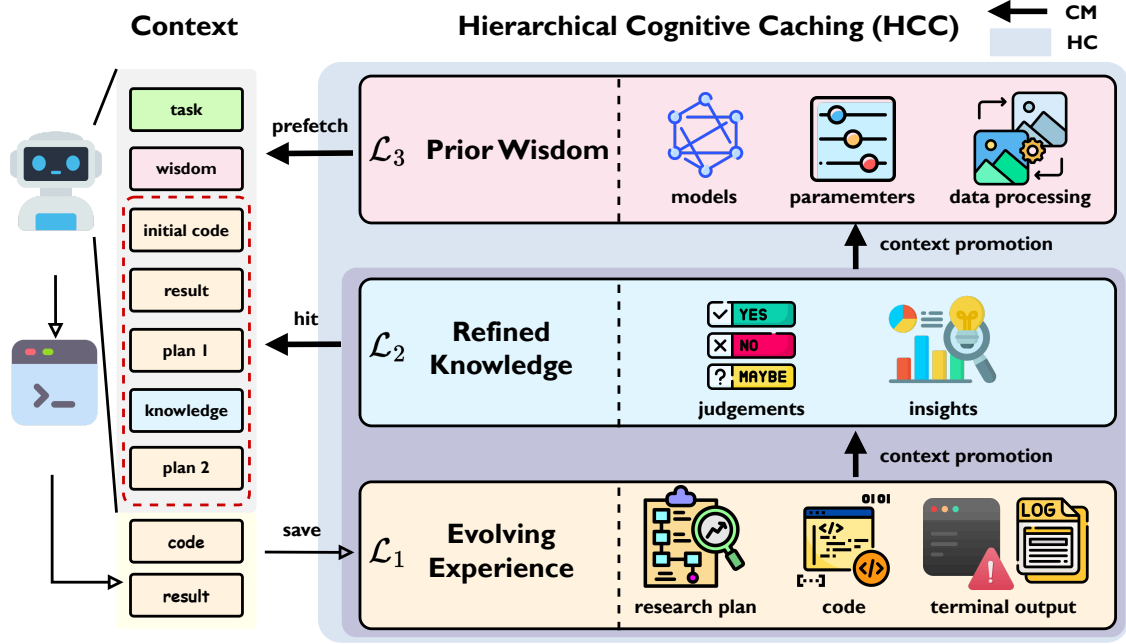 Context
Hierarchical Cognitive Caching (HCC)
CM
HC
task
wisdom
initial code
result
plan 1
knowledge
plan 2
code
result
prefetch
hit
save
L3 Prior Wisdom
models
paramemters
data processing
context promotion
L2 Refined
Knowledge
YES
NO
? MAYBE
judgements
insights
context promotion
L1 Evolving
Experience
research plan
0101
</>
code
</>
[...]
>_
LOG
!
terminal output